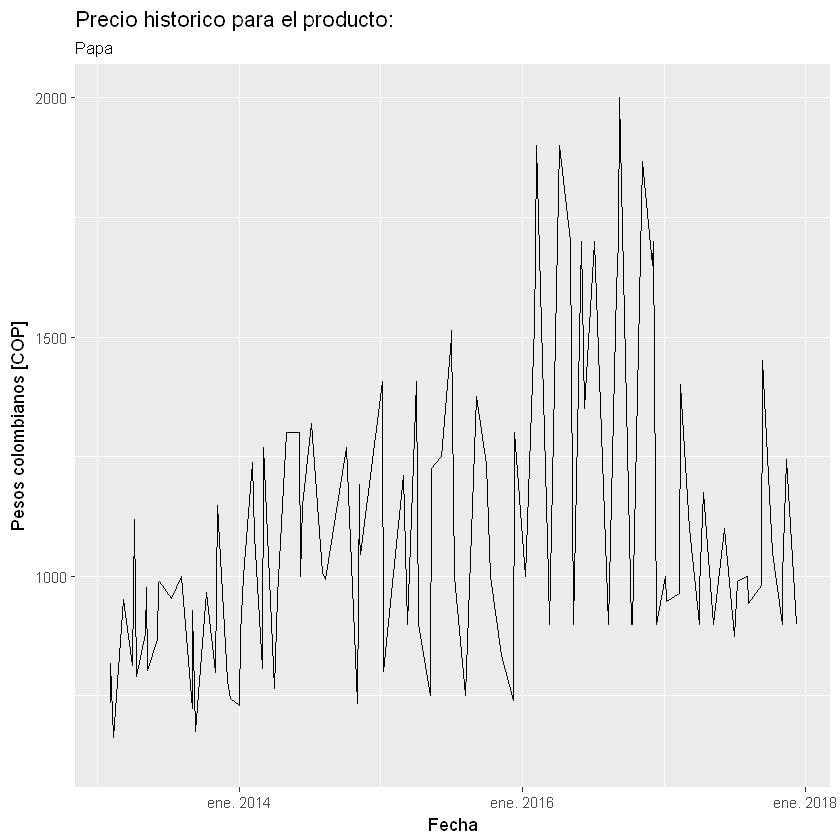 Precio historico para el producto:
Papa
2000
1500
1000
Pesos colombianos [COP]
ene. 2014
ene. 2016
ene. 2018
Fecha